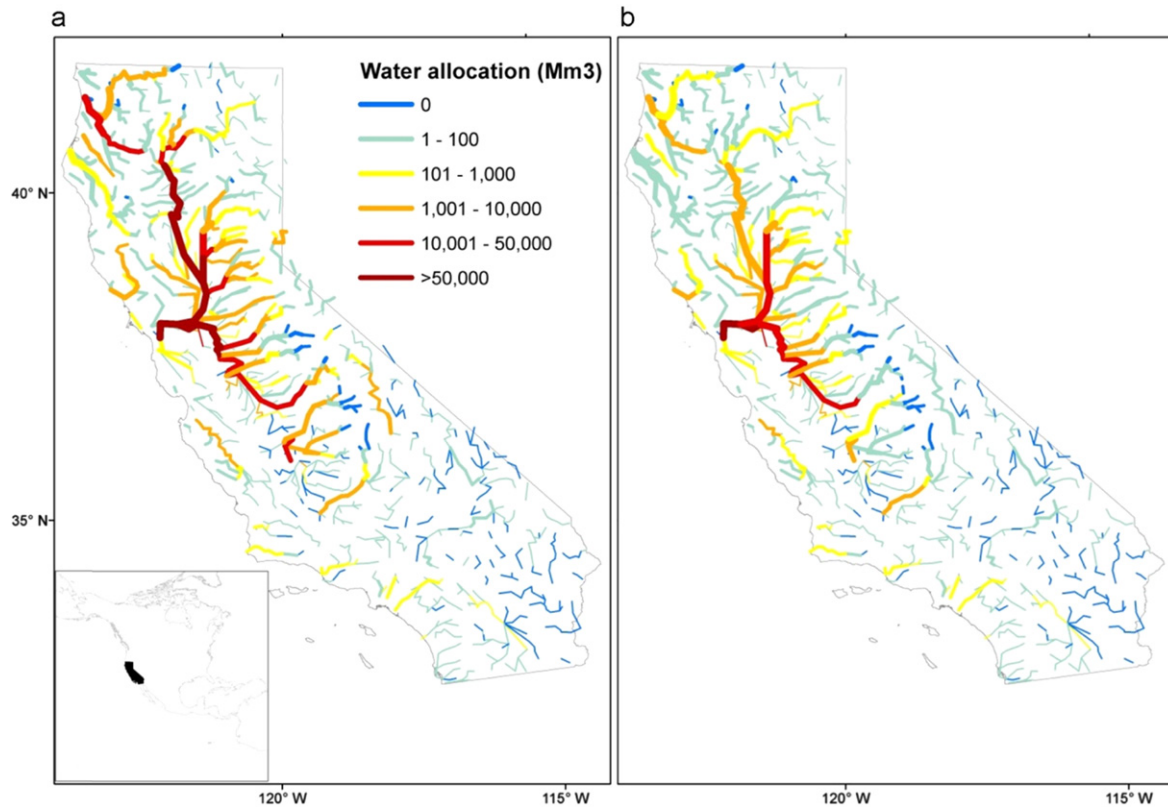 a
b
Water allocation (Mm3)
0
1 - 100
101 - 1,000
1,001 - 10,000
10,001 - 50,000
>50,000
40° N
35° N
120° W
115° W
120° W
115° W